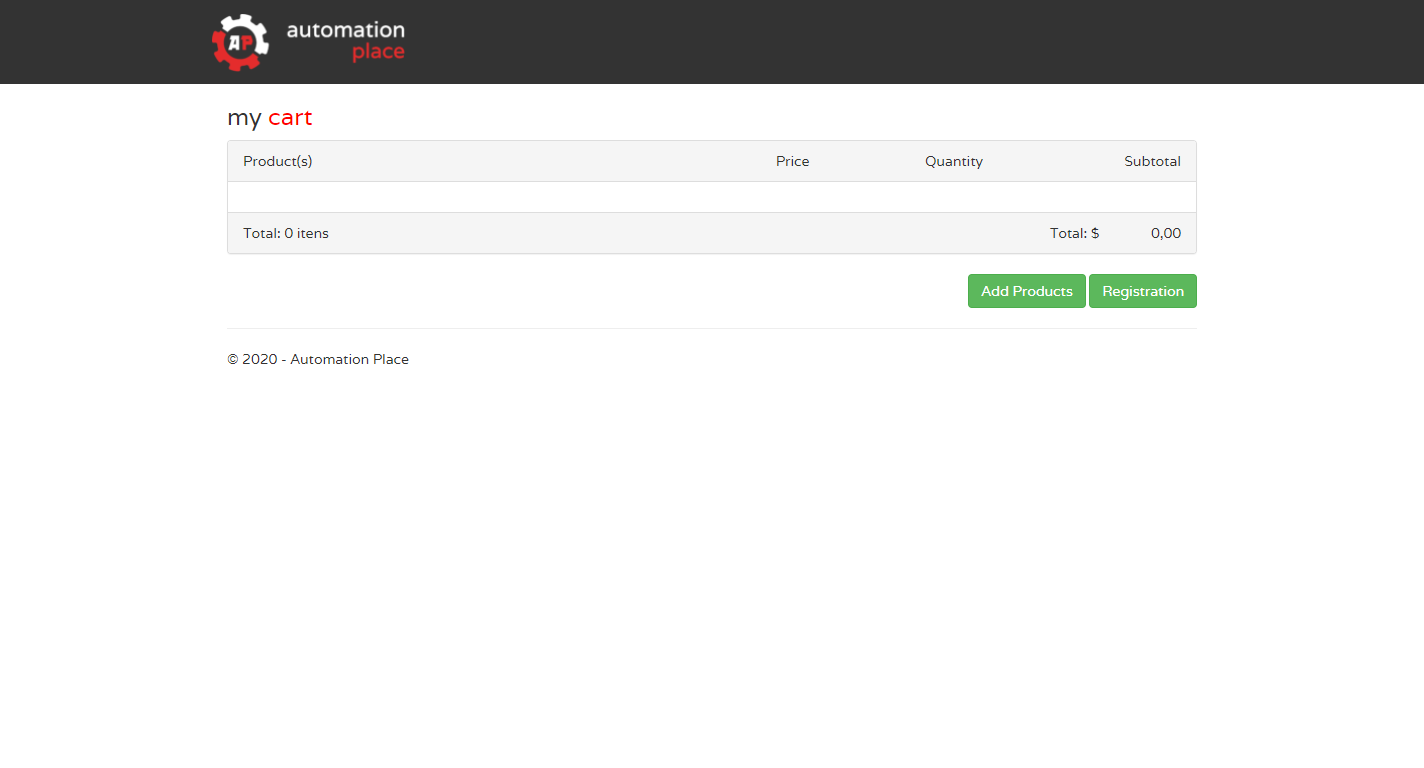 AP automation
place
my cart
Product(s) Price Quantity Subtotal
Total: 0 itens Total: $ 0,00
Add Products Registration
© 2020 - Automation Place